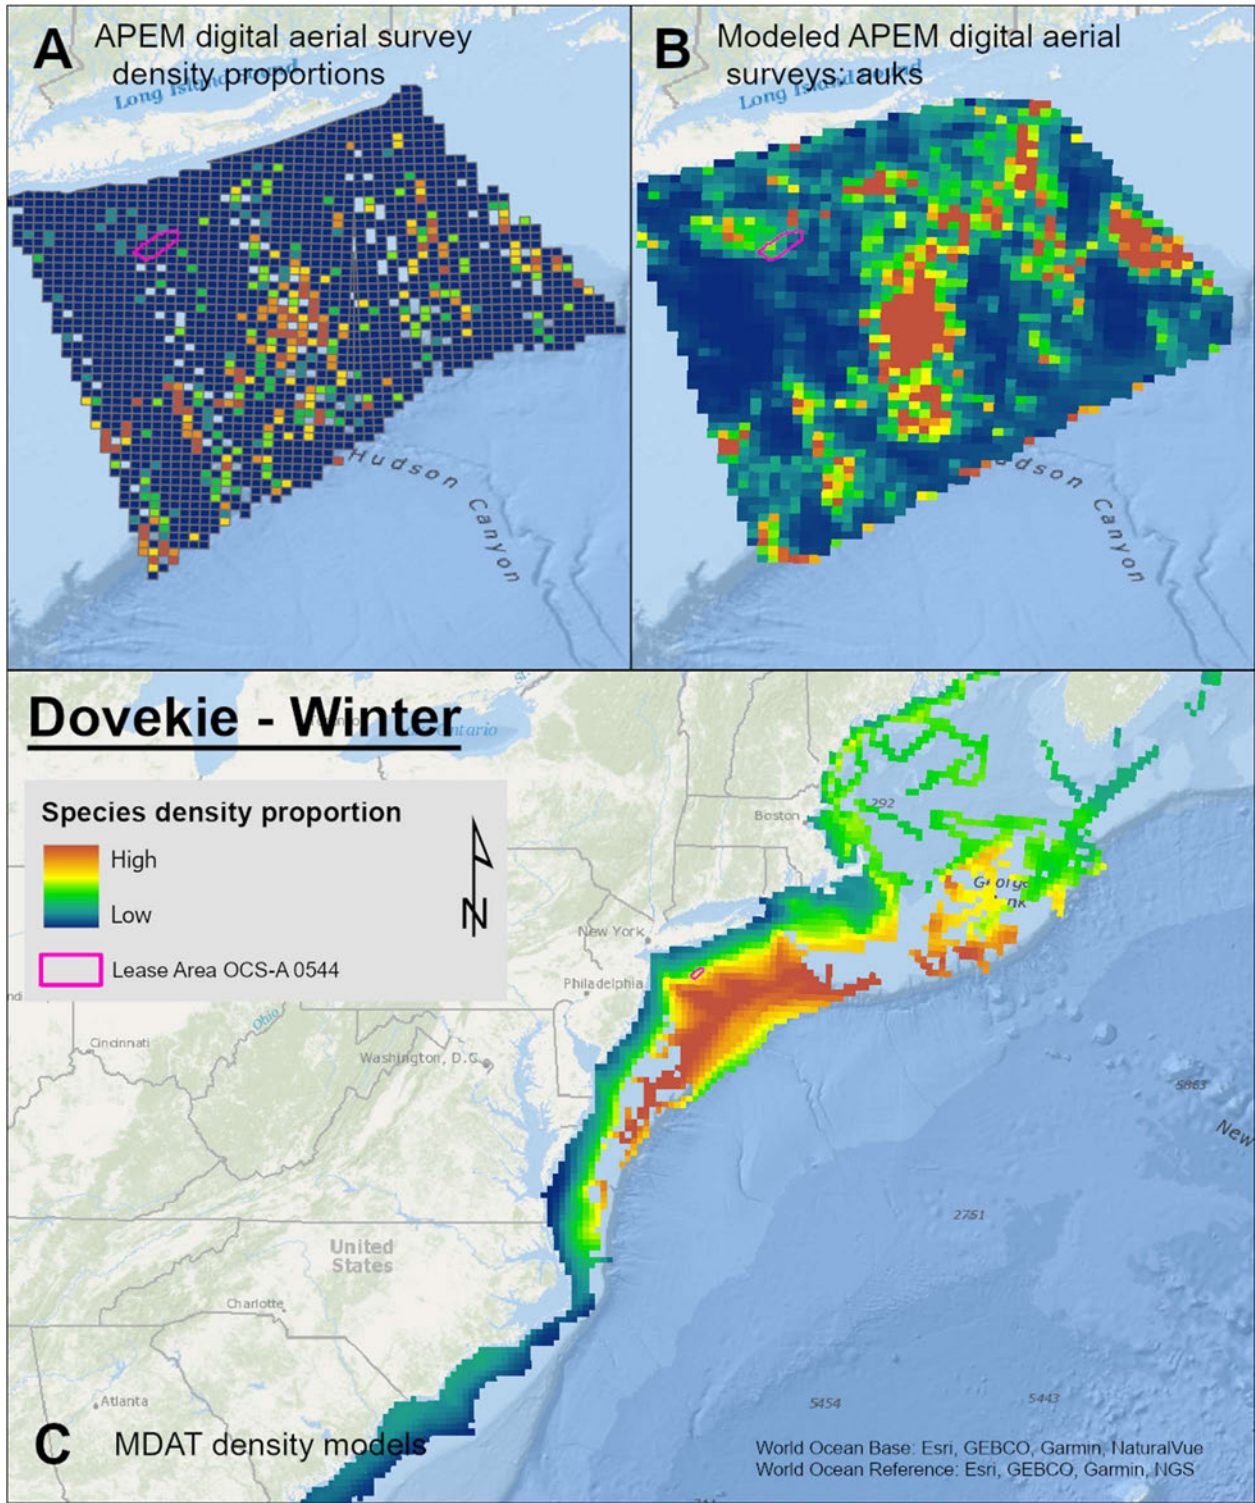 A
APEM digital aerial survey
density proportions
Long Island Sound
Hudson Canyon
B
Modeled APEM digital aerial
surveys: auks
Long Island Sound
Canyon
Dovekie - Winter
Ontario
Species density proportion
High
Low
N
Lease Area OCS-A 0544
Boston
292
New York
Philadelphia
Ohio
Cincinnati
Washington, D.C.
5863
New
2751
United
States
Charlotte
Atlanta
5454
5443
C
MDAT density models
World Ocean Base: Esri, GEBCO, Garmin, NaturalVue
World Ocean Reference: Esri, GEBCO, Garmin, NGS